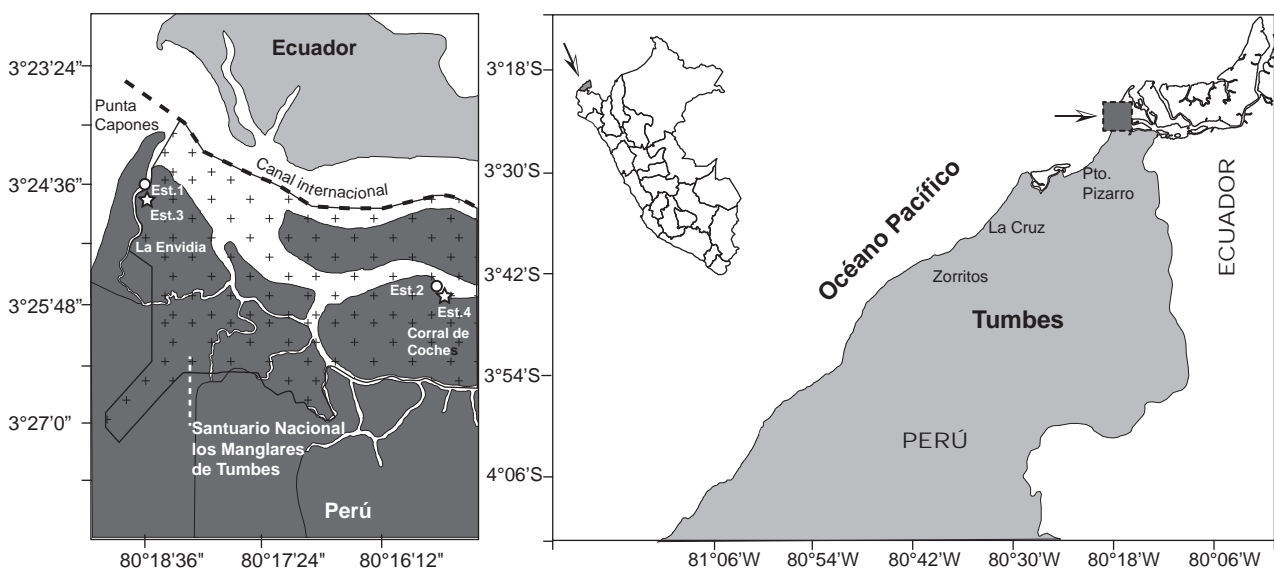 Ecuador
3°23'24"
Punta
Capones
Canal internacional
3°24'36"
Est.1
Est.3
La Envidia
Est.2
Est.4
3°25'48"
Corral de
Coches
3°27'0"
Santuario Nacional
los Manglares
de Tumbes
Perú
80°18'36"
80°17'24"
80°16'12"
3°18'S
3°30'S
3°42'S
3°54'S
4°06'S
Océano Pacífico
Pto.
Pizarro
La Cruz
Zorritos
Tumbes
PERÚ
ECUADOR
81°06'W
80°54'W
80°42'W
80°30'W
80°18'W
80°06'W